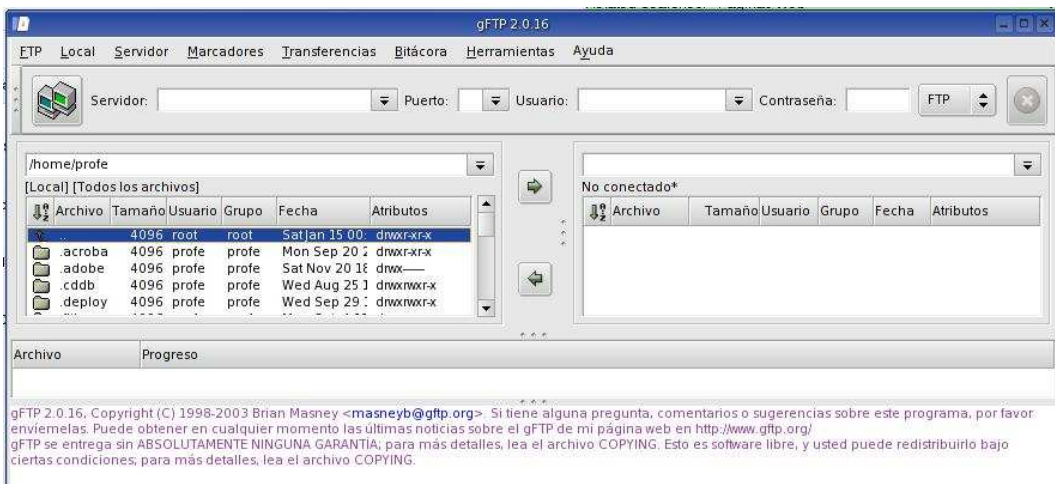 gFTP 2.0.16
FTP Local Servidor Marcadores Transferencias Bitácora Herramientas Ayuda
Servidor: Puerto: Usuario: Contraseña: FTP
/home/profe
[Local] [Todos los archivos]
No conectado*
Archivo Tamaño Usuario Grupo Fecha Atributos
Archivo Tamaño Usuario Grupo Fecha Atributos
.. 4096 root root Sat Jan 15 00: drwxr-xr-x
.acroba 4096 profe profe Mon Sep 20 2 drwxr-xr-x
.adobe 4096 profe profe Sat Nov 20 18 drwx------
.cddb 4096 profe profe Wed Aug 25 1 drwxrwxr-x
.deploy 4096 profe profe Wed Sep 29 drwxrwxr-x
Archivo Progreso
gFTP 2.0.16, Copyright (C) 1998-2003 Brian Masney <masneyb@gftp.org>. Si tiene alguna pregunta, comentarios o sugerencias sobre este programa, por favor
envíemelas. Puede obtener en cualquier momento las últimas noticias sobre el gFTP de mi página web en http://www.gftp.org/
gFTP se entrega sin ABSOLUTAMENTE NINGUNA GARANTÍA; para más detalles, lea el archivo COPYING. Esto es software libre, y usted puede redistribuirlo bajo
ciertas condiciones; para más detalles, lea el archivo COPYING.